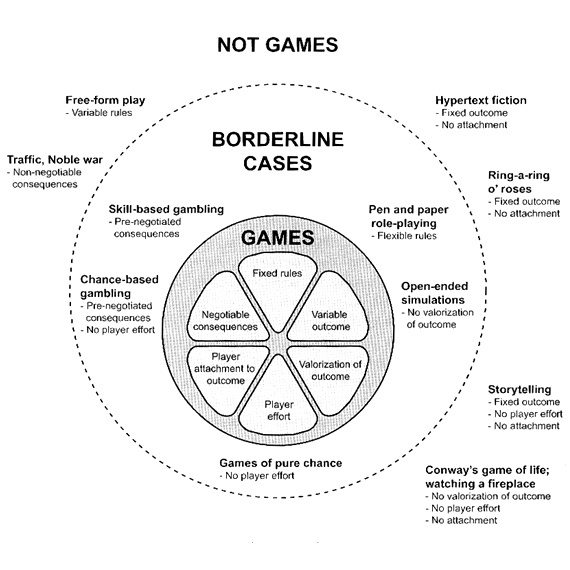 NOT GAMES
Free-form play
- Variable rules
Hypertext fiction
- Fixed outcome
- No attachment
BORDERLINE
CASES
Traffic, Noble war
- Non-negotiable
consequences
Ring-a-ring
o' roses
- Fixed outcome
- No attachment
Skill-based gambling
- Pre-negotiated
consequences
Pen and paper
role-playing
- Flexible rules
GAMES
Fixed rules
Chance-based
gambling
- Pre-negotiated
consequences
- No player effort
Open-ended
simulations
- No valorization
of outcome
Negotiable
consequences
Variable
outcome
Player
attachment to
outcome
Valorization of
outcome
Player
effort
Storytelling
- Fixed outcome
- No player effort
- No attachment
Games of pure chance
- No player effort
Conway's game of life;
watching a fireplace
- No valorization of outcome
- No player effort
- No attachment